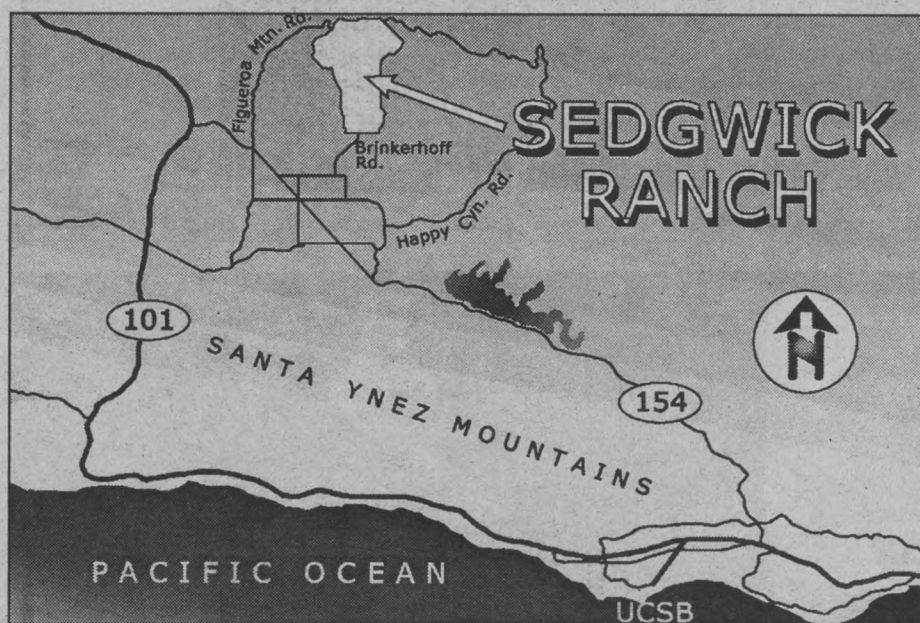 Figueroa Mtn. Rd.
SEDGWICK
RANCH
Brinkerhoff
Rd.
Happy Cyn. Rd.
101
N
SANTA YNEZ MOUNTAINS
154
PACIFIC OCEAN
UCSB